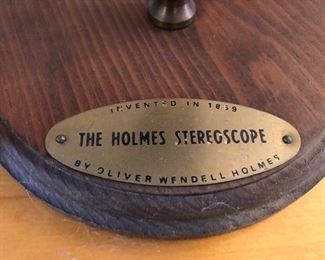 INVENTED IN 1859
THE HOLMES STEREOSCOPE
BY OLIVER WENDELL HOLMES